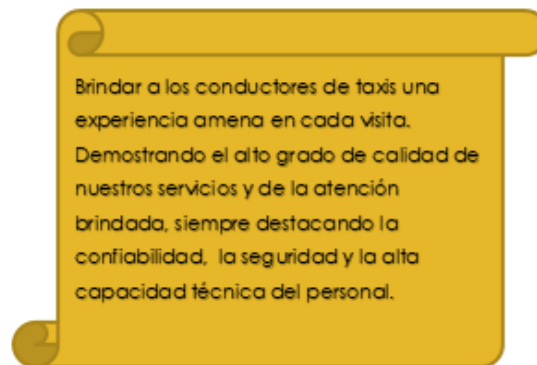 Brindar a los conductores de taxis una
experiencia amena en cada visita.
Demostrando el alto grado de calidad de
nuestros servicios y de la atención
brindada, siempre destacando la
confiabilidad,  la seguridad y la alta
capacidad técnica del personal.